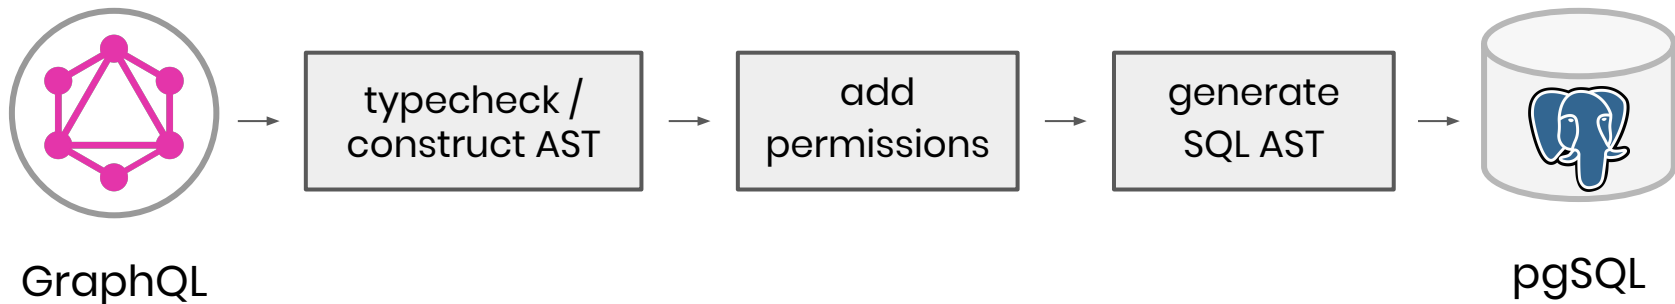 typecheck /
construct AST
add
permissions
generate
SQL AST
GraphQL
pgSQL